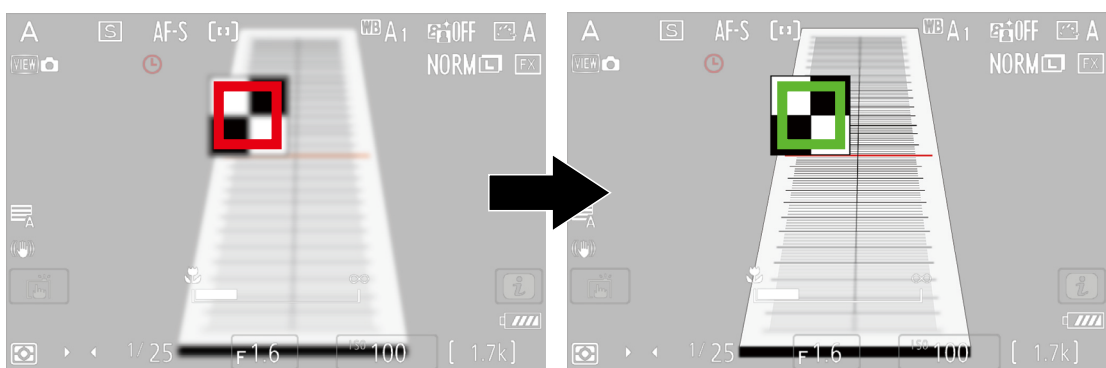 A S AF-S WB A1 OFF A
VIEW NORM L FX
A
i
1/25 F1.6 ISO 100 [ 1.7k]
A S AF-S WB A1 OFF A
VIEW NORM L FX
A
i
1/25 F1.6 ISO 100 [ 1.7k]